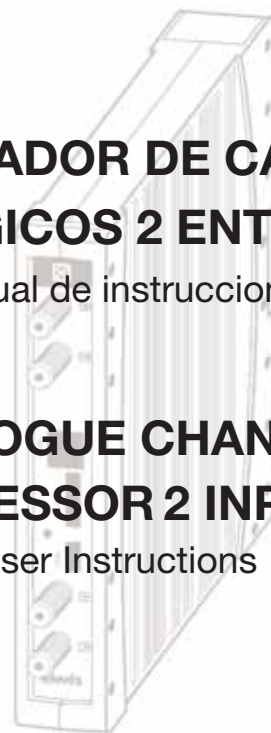 ADOR DE CA
GICOS 2 ENT
ual de instruccion
OGUE CHAN
ESSOR 2 INP
ser Instructions